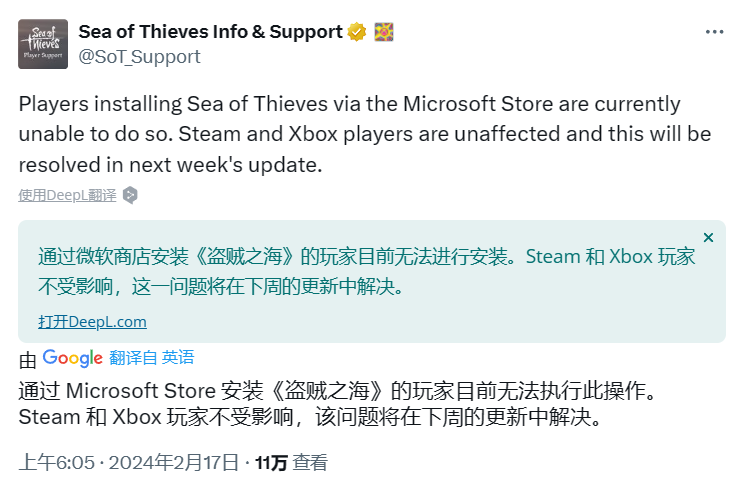 Sea of Thieves
Player Support
Sea of Thieves Info & Support
@SoT_Support
Players installing Sea of Thieves via the Microsoft Store are currently
unable to do so. Steam and Xbox players are unaffected and this will be
resolved in next week's update.
使用DeepL翻译
通过微软商店安装《盗贼之海》的玩家目前无法进行安装。Steam 和 Xbox 玩家
不受影响，这一问题将在下周的更新中解决。
打开DeepL.com
由 Google 翻译自 英语
通过 Microsoft Store 安装《盗贼之海》的玩家目前无法执行此操作。
Steam 和 Xbox 玩家不受影响，该问题将在下周的更新中解决。
上午6:05 · 2024年2月17日 · 11万 查看